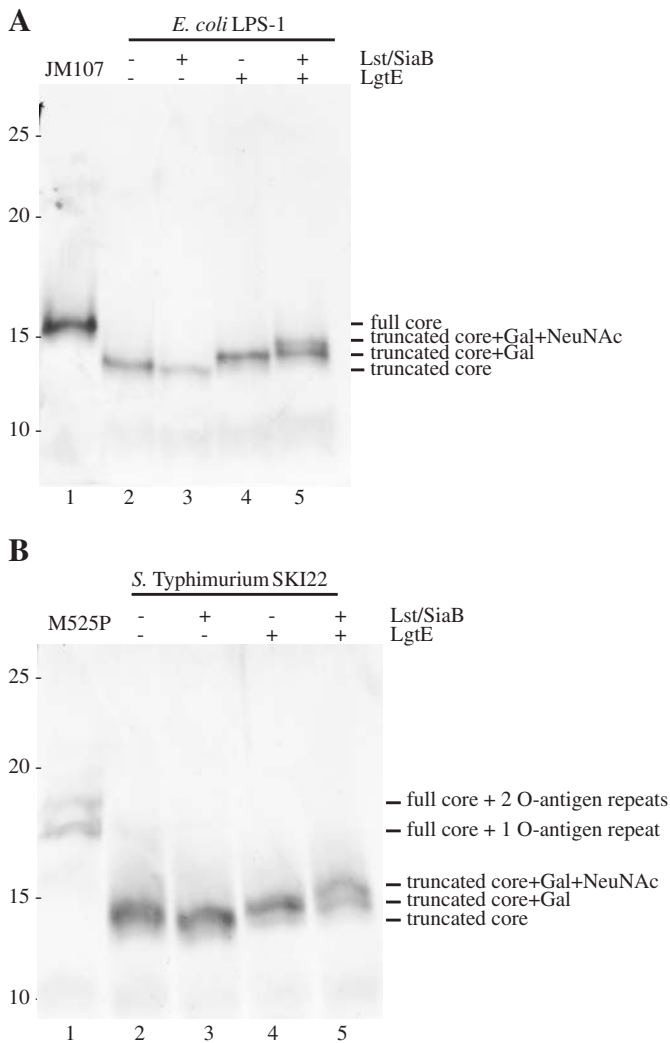 A
E. coli LPS-1
- + - + Lst/SiaB
JM107
- - + + LgtE
25 -
20 -
full core
15 -
truncated core+Gal+NeuNAc
truncated core+Gal
truncated core
10 -
1 2 3 4 5
B
S. Typhimurium SKI22
- + - + Lst/SiaB
M525P
- - + + LgtE
25 -
20 -
full core + 2 O-antigen repeats
full core + 1 O-antigen repeat
truncated core+Gal+NeuNAc
15 -
truncated core+Gal
truncated core
10 -
1 2 3 4 5